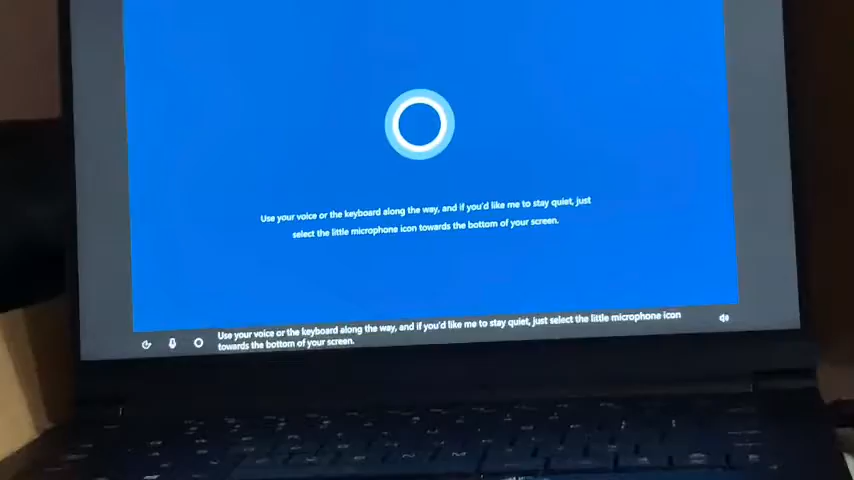 Use your voice or the keyboard along the way, and if you'd like me to stay quiet, just
select the little microphone icon towards the bottom of your screen.
Use your voice or the keyboard along the way, and if you'd like me to stay quiet, just select the little microphone icon
towards the bottom of your screen.